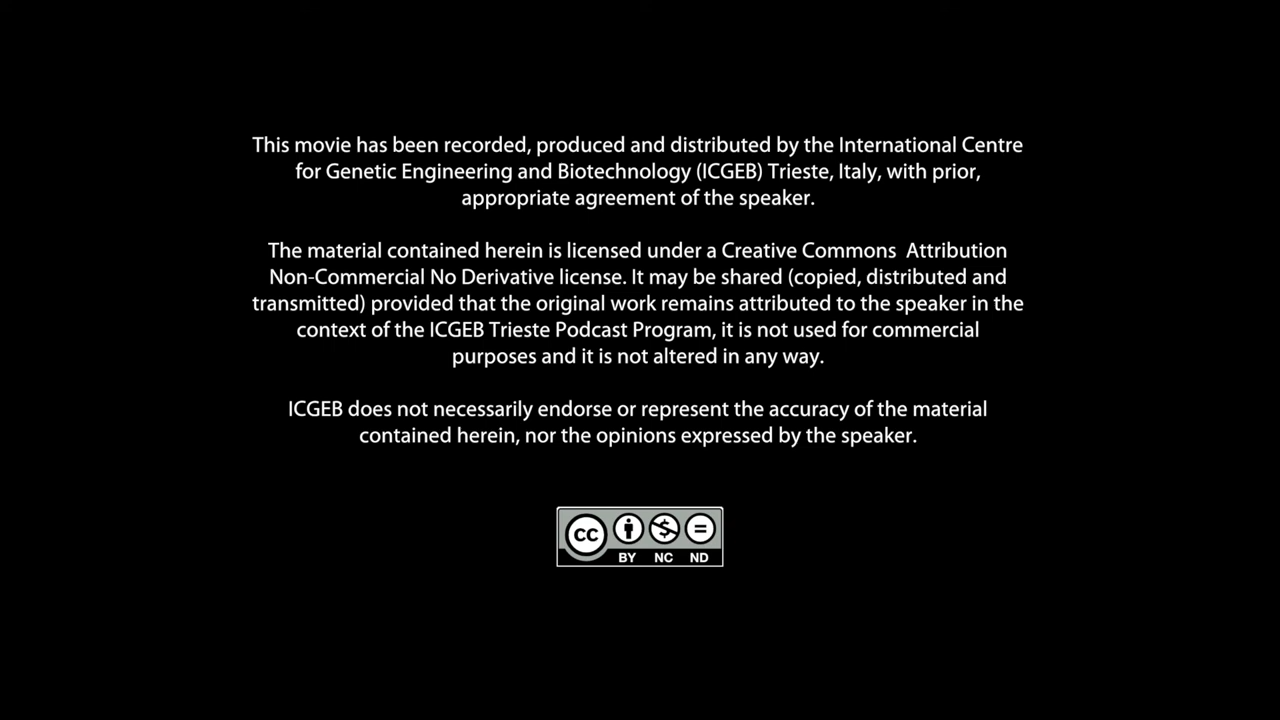 This movie has been recorded, produced and distributed by the International Centre
for Genetic Engineering and Biotechnology (ICGEB) Trieste, Italy, with prior,
appropriate agreement of the speaker.
The material contained herein is licensed under a Creative Commons  Attribution
Non-Commercial No Derivative license. It may be shared (copied, distributed and
transmitted) provided that the original work remains attributed to the speaker in the
context of the ICGEB Trieste Podcast Program, it is not used for commercial
purposes and it is not altered in any way.
ICGEB does not necessarily endorse or represent the accuracy of the material
contained herein, nor the opinions expressed by the speaker.
cc $ =
BY NC ND